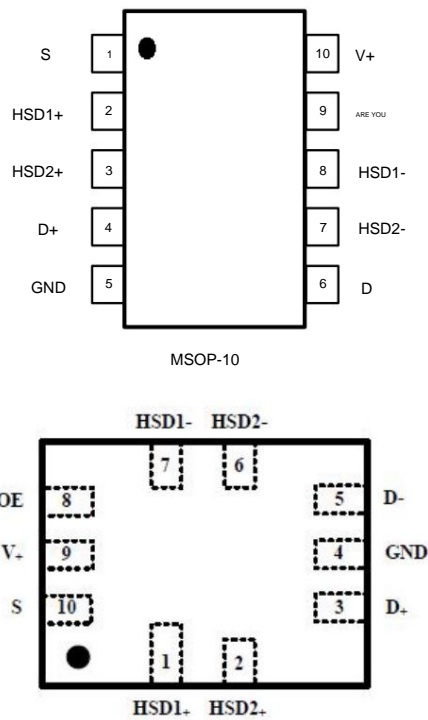 S 1 10 V+
HSD1+ 2 9 ARE YOU
HSD2+ 3 8 HSD1-
D+ 4 7 HSD2-
GND 5 6 D
MSOP-10
HSD1- HSD2-
7 6
OE 8 5 D-
V+ 9 4 GND
S 10 3 D+
1 2
HSD1+ HSD2+